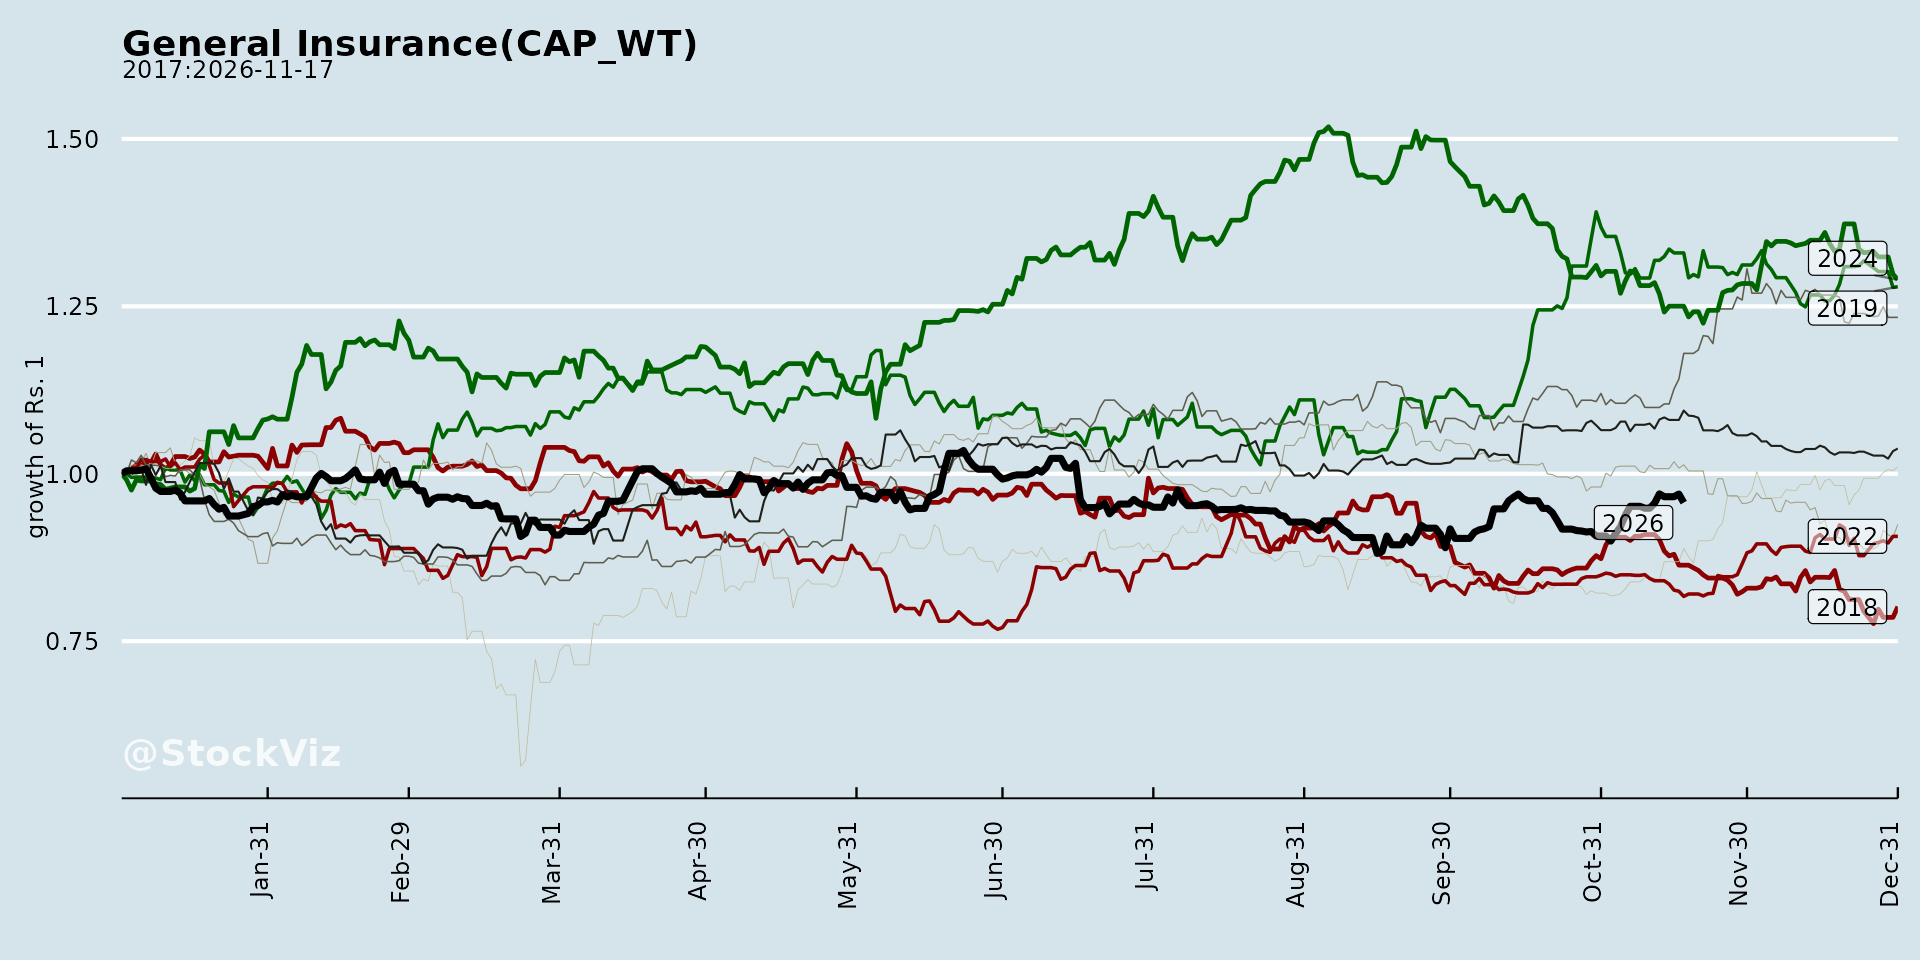 General Insurance(CAP_WT)
2017:2026-11-17
growth of Rs. 1
1.50
1.25
1.00
0.75
2024
2019
2026
2022
2018
@StockViz
Jan-31
Feb-29
Mar-31
Apr-30
May-31
Jun-30
Jul-31
Aug-31
Sep-30
Oct-31
Nov-30
Dec-31